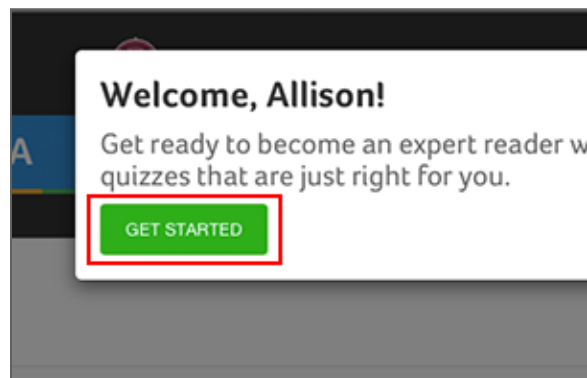 Welcome, Allison!
A
Get ready to become an expert reader w
quizzes that are just right for you.
GET STARTED